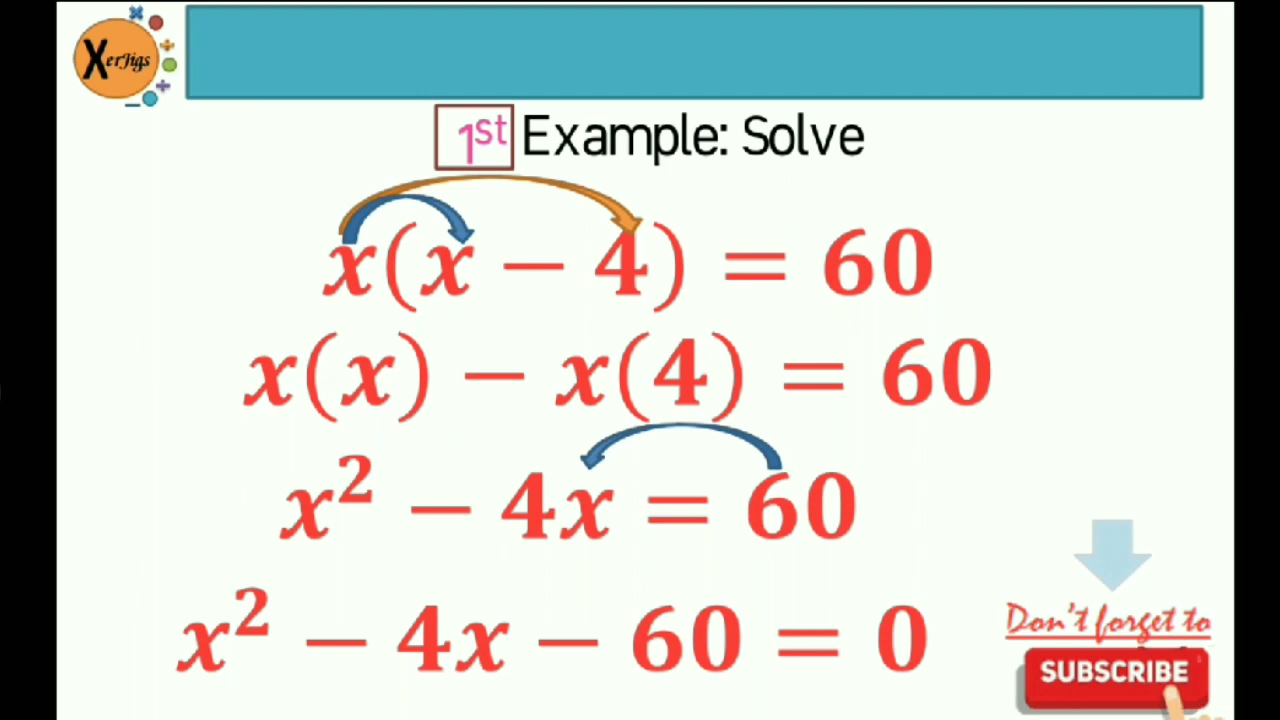 XerJigs
1st Example: Solve
x(x − 4) = 60
x(x) − x(4) = 60
x² − 4x = 60
x² − 4x − 60 = 0
Don't forget to
SUBSCRIBE